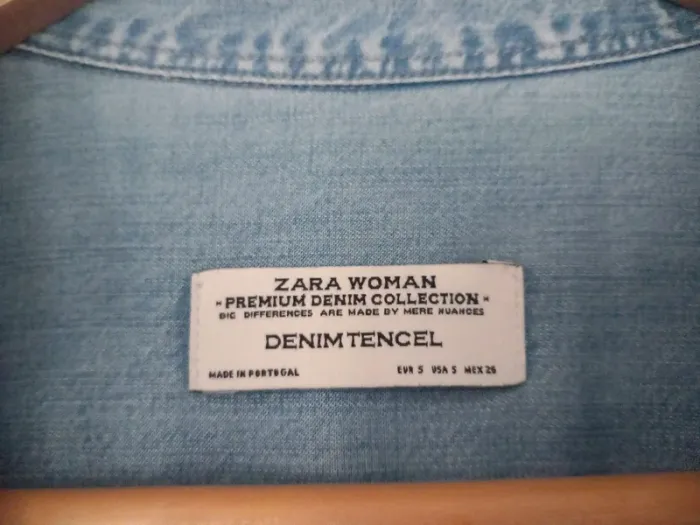 ZARA WOMAN
"PREMIUM DENIM COLLECTION"
BIG DIFFERENCES ARE MADE BY MERE NUANCES
DENIM TENCEL
MADE IN PORTUGAL EUR S USA S MEX 26